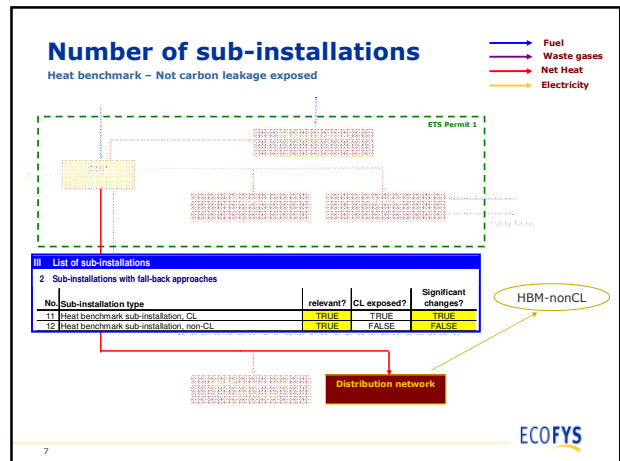 Number of sub-installations
Heat benchmark – Not carbon leakage exposed
Fuel
Waste gases
Net Heat
Electricity
ETS Permit 1
III List of sub-installations
2 Sub-installations with fall-back approaches
No. Sub-installation type relevant? CL exposed? Significant changes?
11 Heat benchmark sub-installation, CL TRUE TRUE TRUE
12 Heat benchmark sub-installation, non-CL TRUE FALSE FALSE
HBM-nonCL
Distribution network
ECOFYS
7